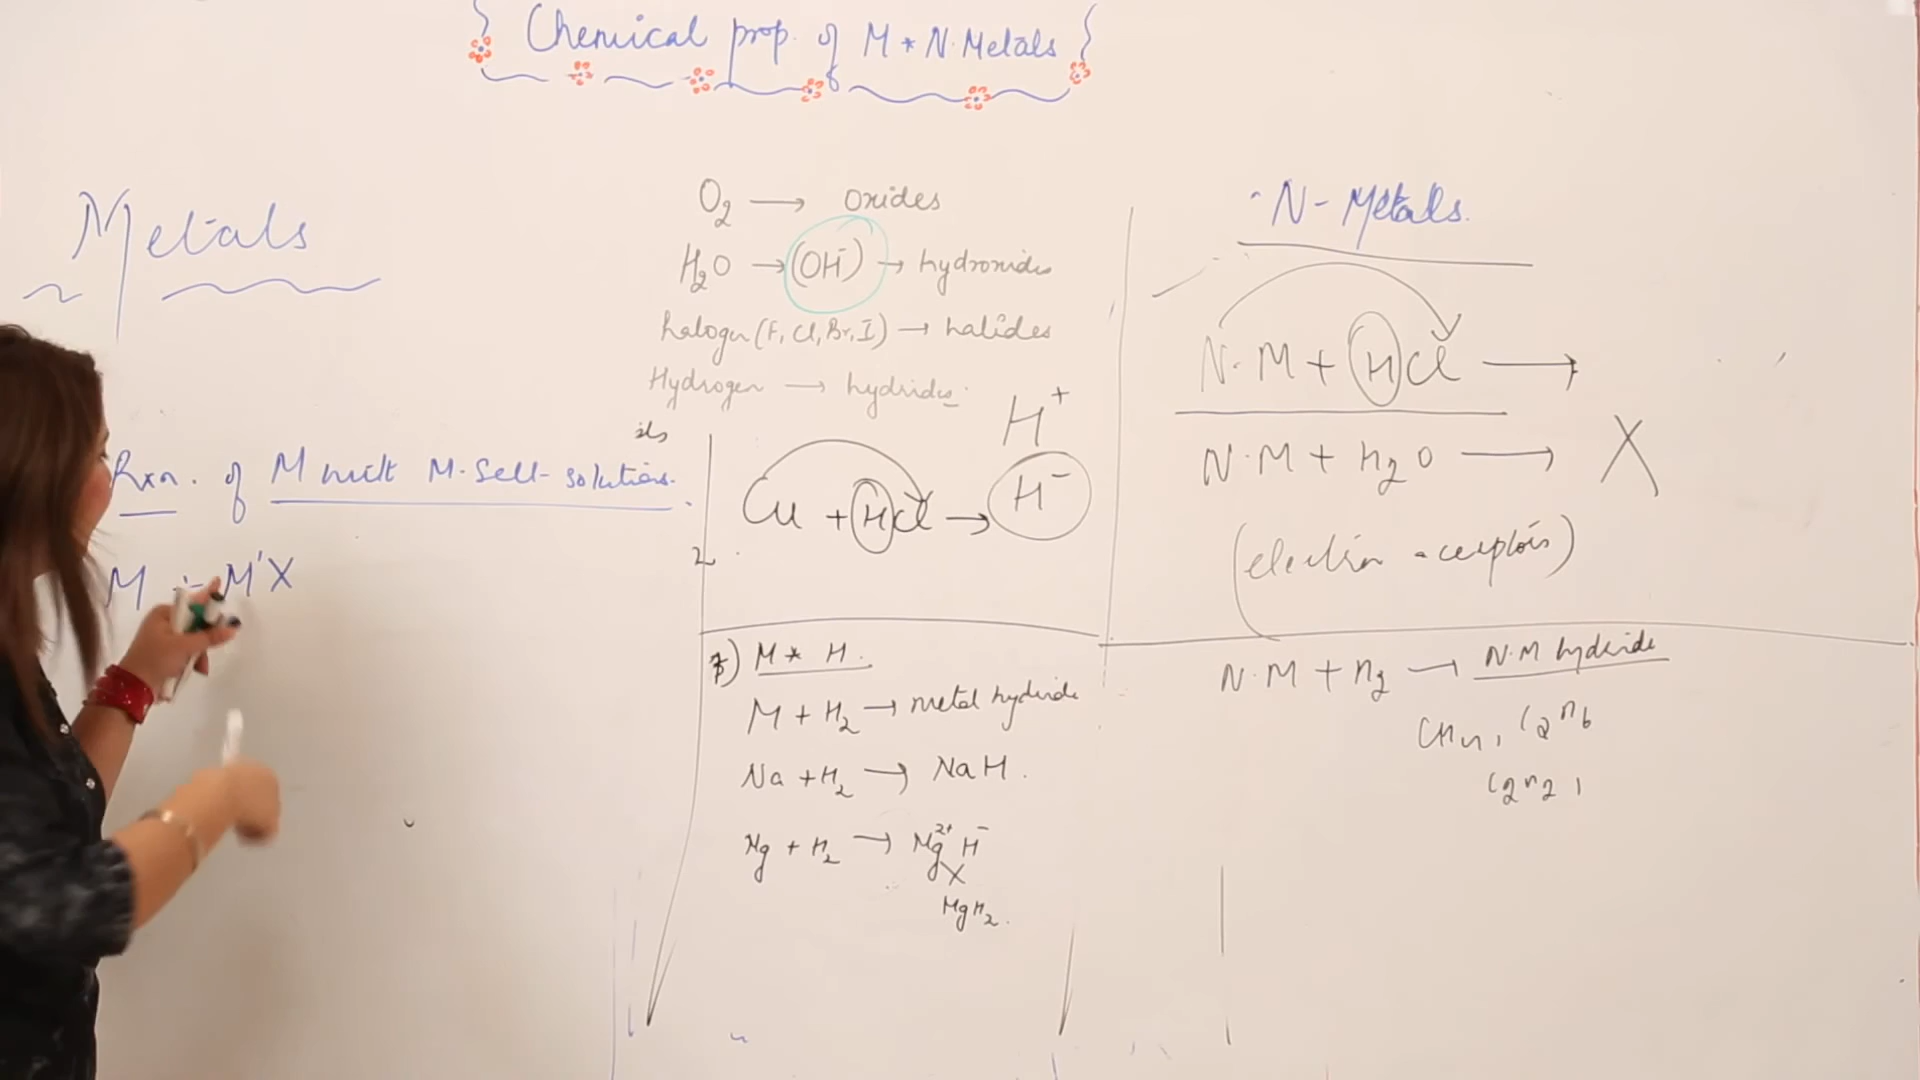 Chemical prop. of M * N. Metals
Metals
Rxn. of M with M. Salt-solutions.
M + M'X
O2 → oxides
H2O → (OH-) → hydroxides
halogen (F, Cl, Br, I) → halides
Hydrogen → hydrides.
H+
Cu + HCl → H-
7) M * H.
M + H2 → metal hydride
Na + H2 → NaH.
Mg + H2 → Mg2+ H-
X
MgH2.
N-Metals.
N.M + HCl →
N.M + H2O → X
(electron acceptors)
N.M + H2 → N.M hydride
CH4, C2H6
C2H2,